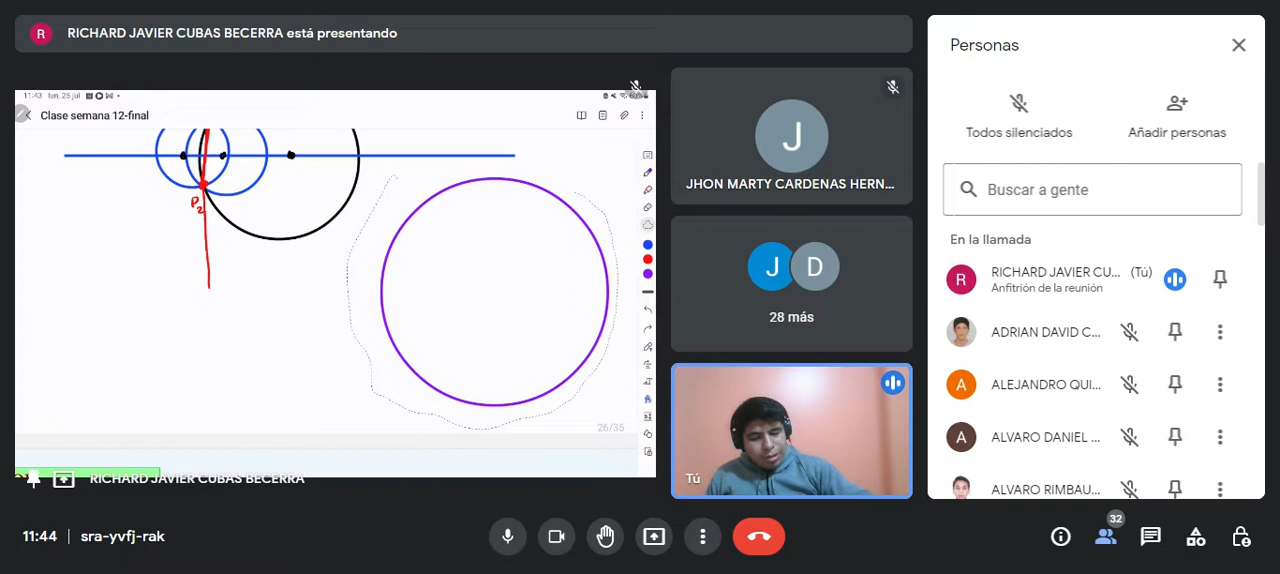 R RICHARD JAVIER CUBAS BECERRA está presentando
11:43 lun, 25 jul
Clase semana 12-final
P2
26/35
RICHARD JAVIER CUBAS BECERRA
J
JHON MARTY CARDENAS HERN...
J D
28 más
Tú
Personas
Todos silenciados
Añadir personas
Buscar a gente
En la llamada
R RICHARD JAVIER CU... (Tú)
Anfitrión de la reunión
ADRIAN DAVID C...
A ALEJANDRO QUI...
A ALVARO DANIEL ...
ALVARO RIMBAU...
11:44 | sra-yvfj-rak
32